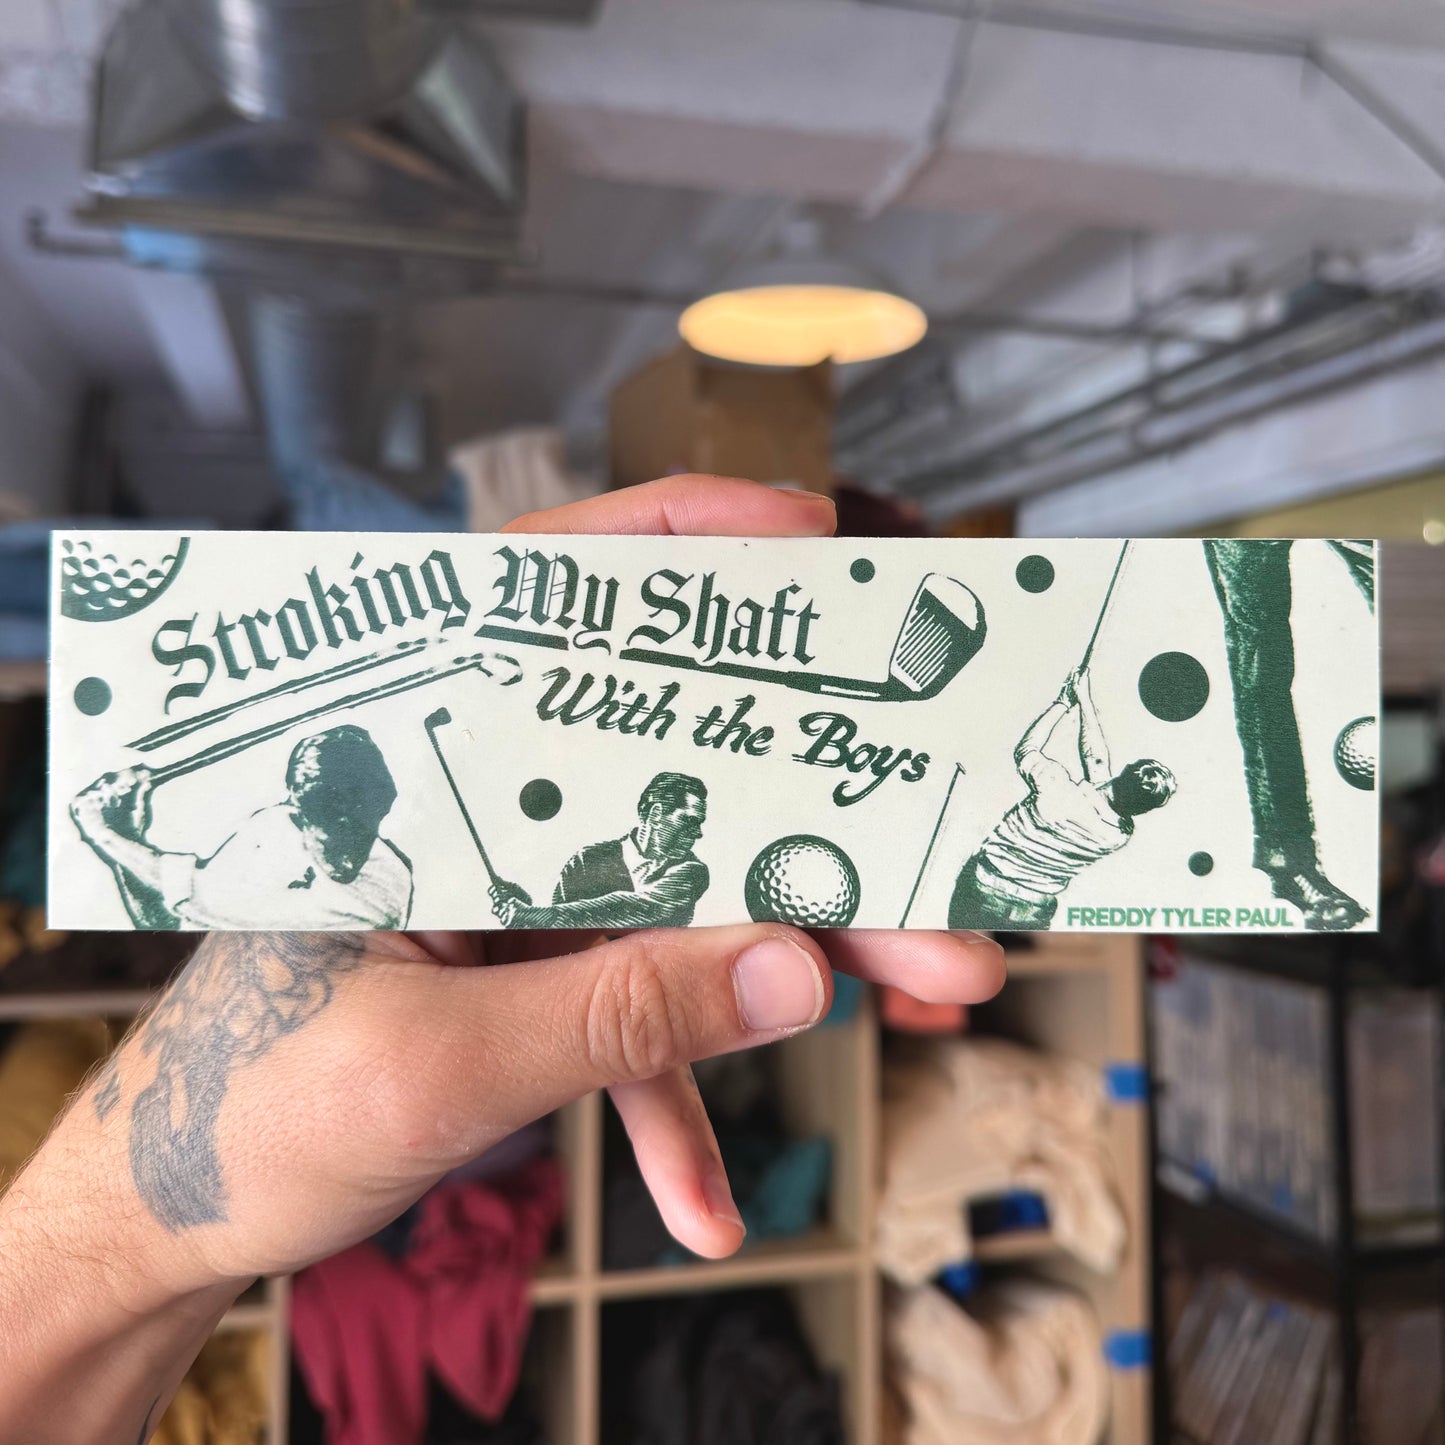 Stroking My Shaft
With the Boys
FREDDY TYLER PAUL